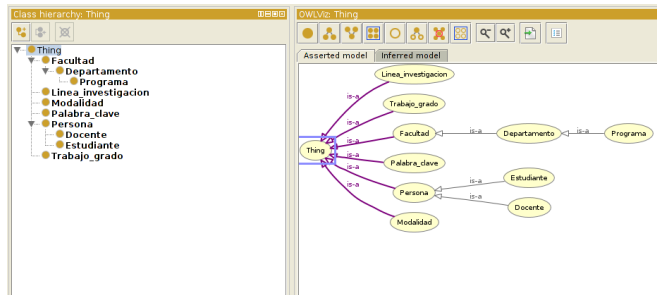 Class hierarchy: Thing
Thing
Facultad
Departamento
Programa
Linea_investigacion
Modalidad
Palabra_clave
Persona
Docente
Estudiante
Trabajo_grado
OWLViz: Thing
Asserted model
Inferred model
Linea_investigacion
is-a
Trabajo_grado
is-a
Facultad
is-a
Departamento
is-a
Programa
is-a
Thing
is-a
Palabra_clave
is-a
Persona
is-a
Estudiante
is-a
Docente
is-a
Modalidad